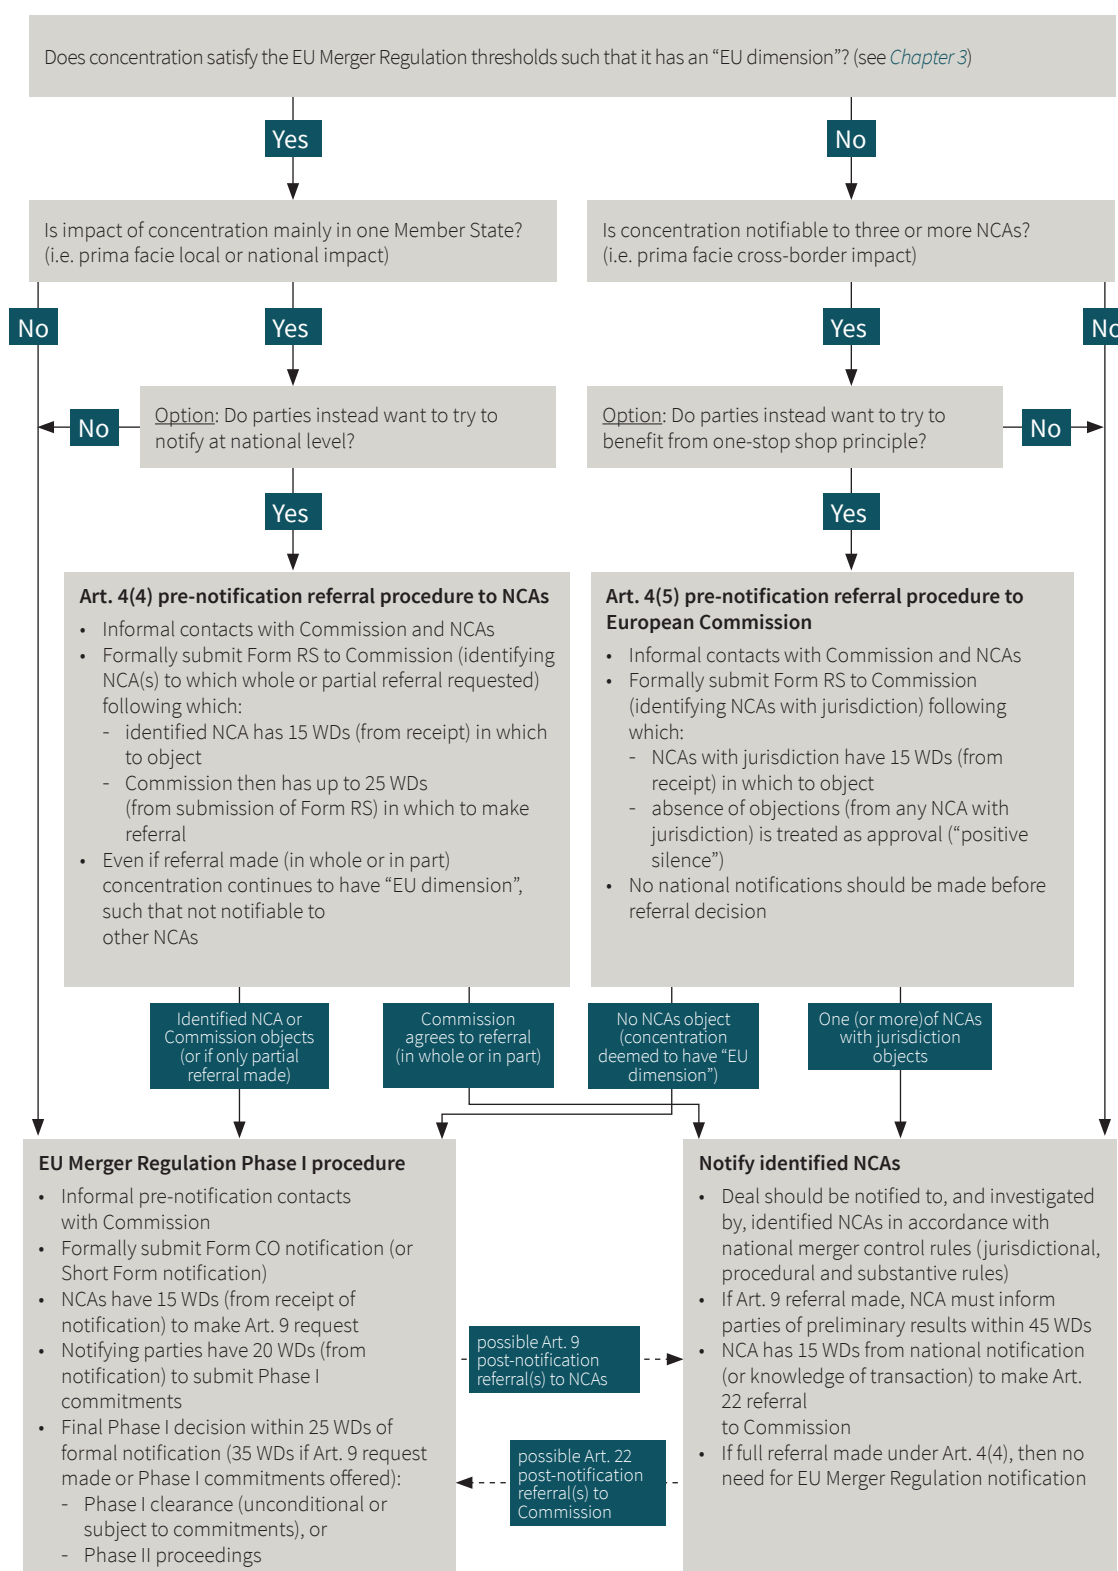 Does concentration satisfy the EU Merger Regulation thresholds such that it has an “EU dimension”? (see Chapter 3)
Yes
No
Is impact of concentration mainly in one Member State?
(i.e. prima facie local or national impact)
Is concentration notifiable to three or more NCAs?
(i.e. prima facie cross-border impact)
No
Yes
Yes
No
Option: Do parties instead want to try to
notify at national level?
No
Option: Do parties instead want to try to
benefit from one-stop shop principle?
No
Yes
Yes
Art. 4(4) pre-notification referral procedure to NCAs
• Informal contacts with Commission and NCAs
• Formally submit Form RS to Commission (identifying
NCA(s) to which whole or partial referral requested)
following which:
- identified NCA has 15 WDs (from receipt) in which
to object
- Commission then has up to 25 WDs
(from submission of Form RS) in which to make
referral
• Even if referral made (in whole or in part)
concentration continues to have “EU dimension”,
such that not notifiable to
other NCAs
Art. 4(5) pre-notification referral procedure to
European Commission
• Informal contacts with Commission and NCAs
• Formally submit Form RS to Commission
(identifying NCAs with jurisdiction) following
which:
- NCAs with jurisdiction have 15 WDs (from
receipt) in which to object
- absence of objections (from any NCA with
jurisdiction) is treated as approval (“positive
silence”)
• No national notifications should be made before
referral decision
Identified NCA or
Commission objects
(or if only partial
referral made)
Commission
agrees to referral
(in whole or in part)
No NCAs object
(concentration
deemed to have “EU
dimension”)
One (or more)of NCAs
with jurisdiction
objects
EU Merger Regulation Phase I procedure
• Informal pre-notification contacts
with Commission
• Formally submit Form CO notification (or
Short Form notification)
• NCAs have 15 WDs (from receipt of
notification) to make Art. 9 request
• Notifying parties have 20 WDs (from
notification) to submit Phase I
commitments
• Final Phase I decision within 25 WDs of
formal notification (35 WDs if Art. 9 request
made or Phase I commitments offered):
- Phase I clearance (unconditional or
subject to commitments), or
- Phase II proceedings
possible Art. 9
post-notification
referral(s) to NCAs
possible Art. 22
post-notification
referral(s) to
Commission
Notify identified NCAs
• Deal should be notified to, and investigated
by, identified NCAs in accordance with
national merger control rules (jurisdictional,
procedural and substantive rules)
• If Art. 9 referral made, NCA must inform
parties of preliminary results within 45 WDs
• NCA has 15 WDs from national notification
(or knowledge of transaction) to make Art.
22 referral
to Commission
• If full referral made under Art. 4(4), then no
need for EU Merger Regulation notification